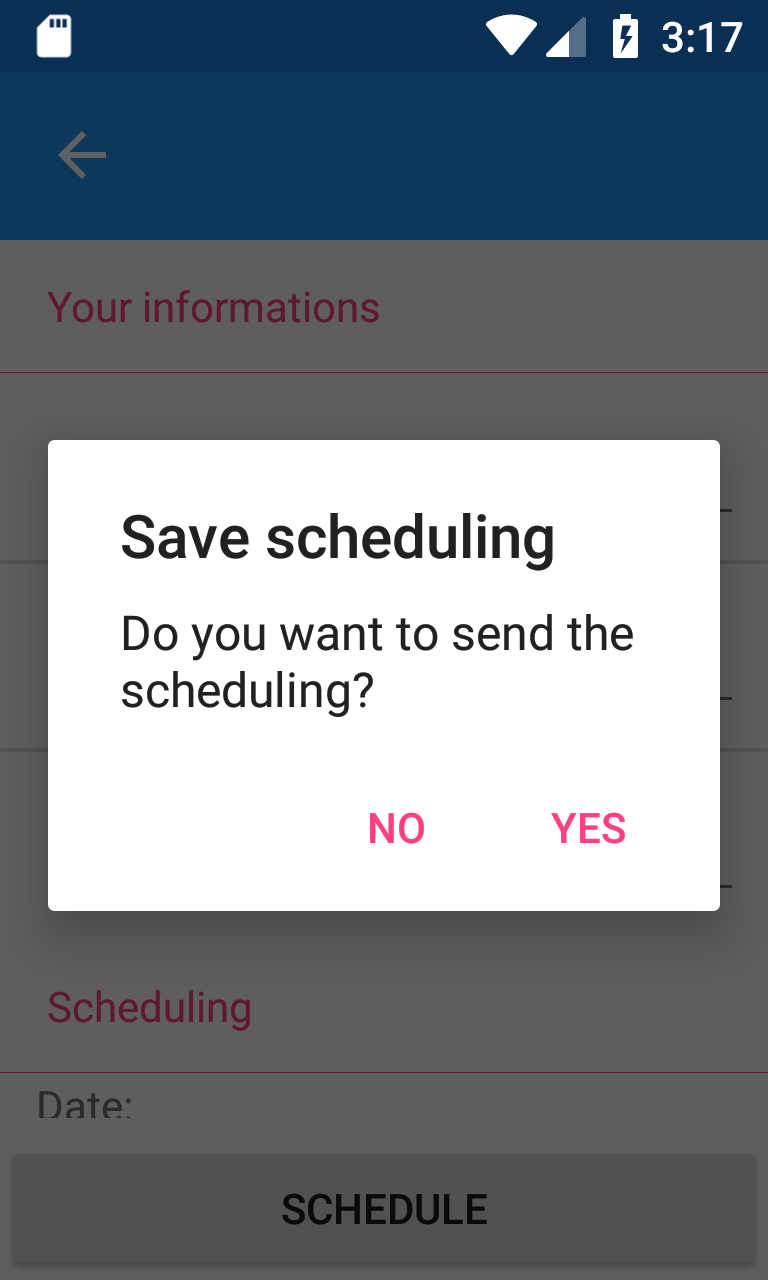 3:17
Your informations
Save scheduling
Do you want to send the
scheduling?
NO YES
Scheduling
Date:
SCHEDULE